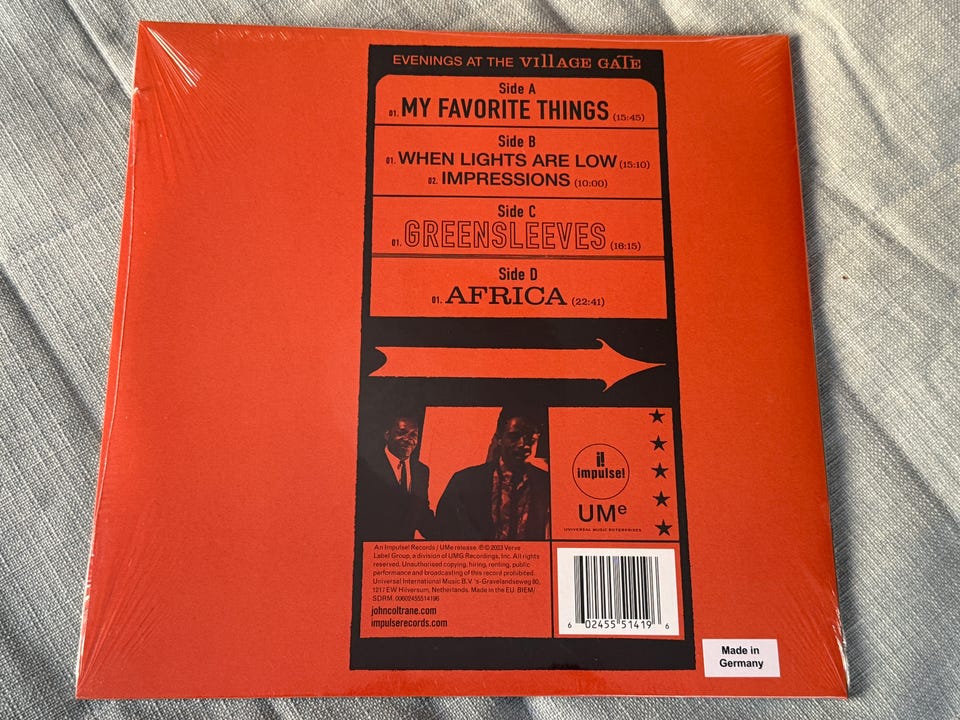 EVENINGS AT THE VillAGE GATE
Side A
01. MY FAVORITE THINGS (15:45)
Side B
01. WHEN LIGHTS ARE LOW (15:10)
02. IMPRESSIONS (10:00)
Side C
01. GREENSLEEVES (16:15)
Side D
01. AFRICA (22:41)
i!
impulse!
UMe
UNIVERSAL MUSIC ENTERPRISES
An Impulse! Records / UMe release. ℗© 2023 Verve
Label Group, a division of UMG Recordings, Inc. All rights
reserved. Unauthorised copying, hiring, renting, public
performance and broadcasting of this record prohibited.
Universal International Music B.V. 's-Gravelandseweg 80,
1217 EW Hilversum, Netherlands. Made in the EU. BIEM/
SDRM. 00602455514196
johncoltrane.com
impulserecords.com
6 02455 51419 6
Made in
Germany